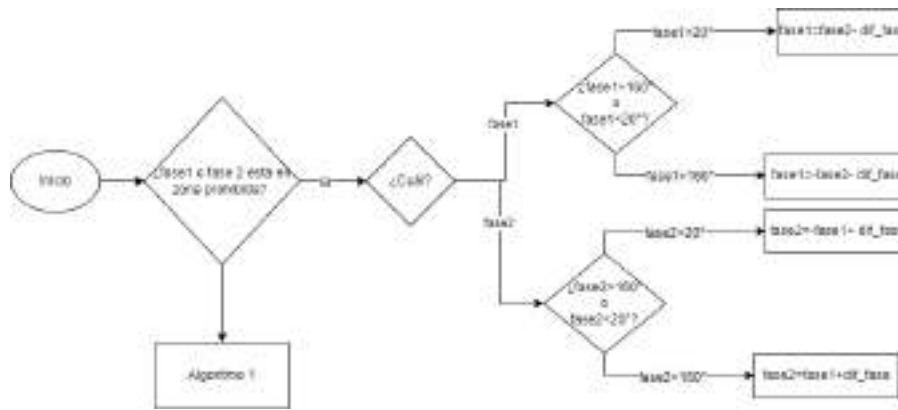 Inicio
¿fase1 o fase 2 está en
zona prohibida?
si
¿Cuál?
Algoritmo 1
fase1
fase2
¿fase1>160°
o
fase1<20°?
fase1<20°
fase1>160°
¿fase2>160°
o
fase2<20°?
fase2<20°
fase2>160°
fase2=fase1+dif_fase